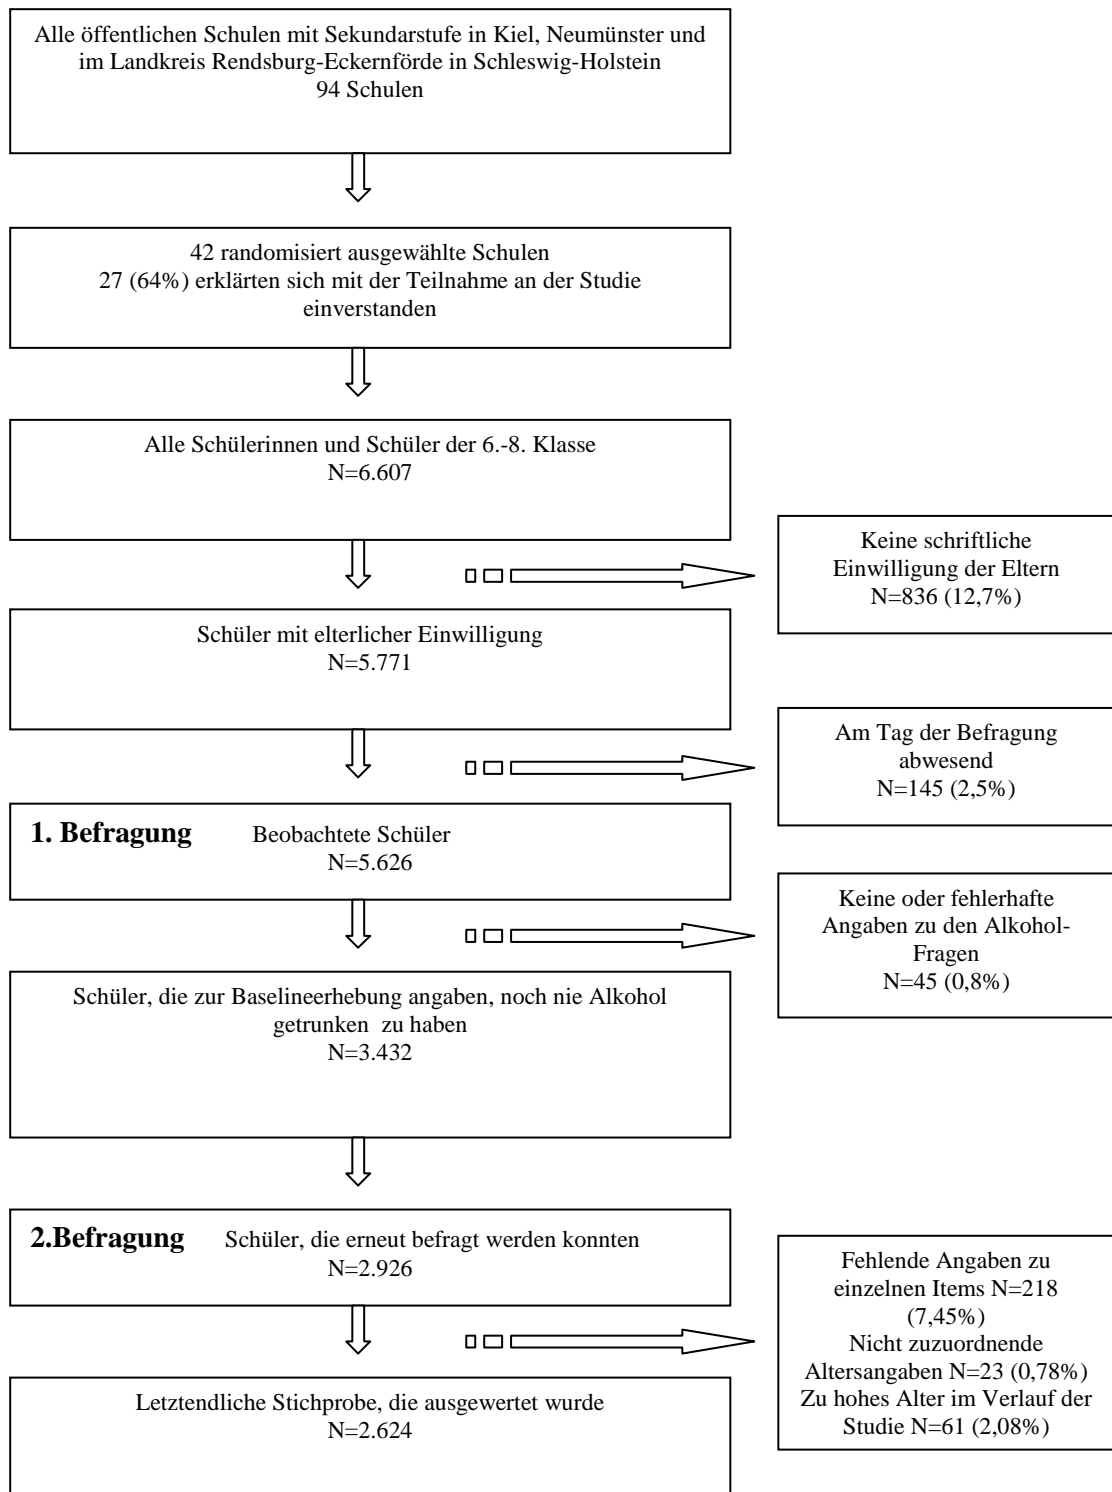 Alle öffentlichen Schulen mit Sekundarstufe in Kiel, Neumünster und
im Landkreis Rendsburg-Eckernförde in Schleswig-Holstein
94 Schulen
42 randomisiert ausgewählte Schulen
27 (64%) erklärten sich mit der Teilnahme an der Studie
einverstanden
Alle Schülerinnen und Schüler der 6.-8. Klasse
N=6.607
Keine schriftliche
Einwilligung der Eltern
N=836 (12,7%)
Schüler mit elterlicher Einwilligung
N=5.771
Am Tag der Befragung
abwesend
N=145 (2,5%)
1. Befragung Beobachtete Schüler
N=5.626
Keine oder fehlerhafte
Angaben zu den Alkohol-
Fragen
N=45 (0,8%)
Schüler, die zur Baselineerhebung angaben, noch nie Alkohol
getrunken zu haben
N=3.432
2.Befragung Schüler, die erneut befragt werden konnten
N=2.926
Fehlende Angaben zu
einzelnen Items N=218
(7,45%)
Nicht zuzuordnende
Altersangaben N=23 (0,78%)
Zu hohes Alter im Verlauf der
Studie N=61 (2,08%)
Letztendliche Stichprobe, die ausgewertet wurde
N=2.624